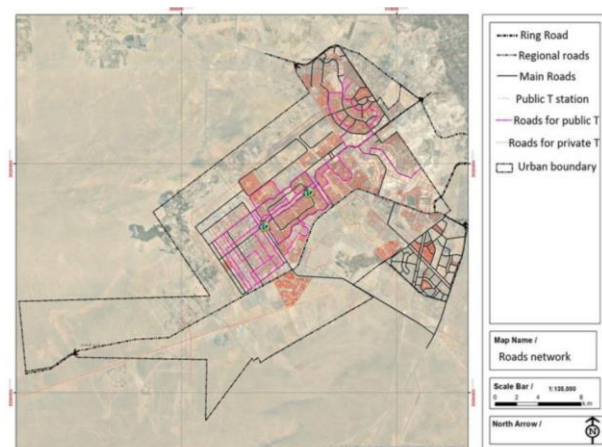 Ring Road
Regional roads
Main Roads
Public T station
Roads for public T
Roads for private T
Urban boundary
Map Name /
Roads network
Scale Bar / 1:135,000
0 2 4 6 8
K.M
North Arrow /
N